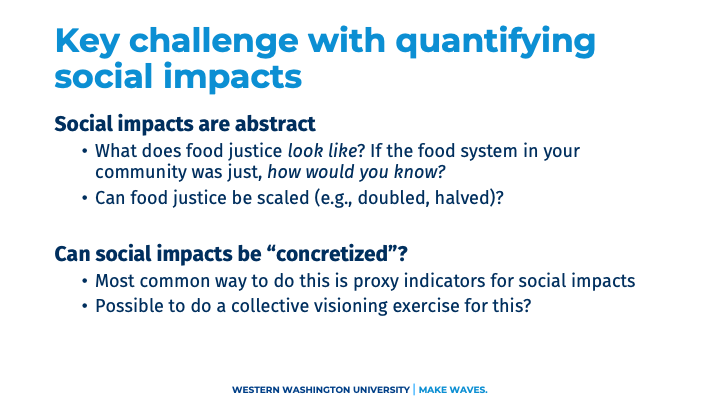 Key challenge with quantifying
social impacts
Social impacts are abstract
• What does food justice look like? If the food system in your
community was just, how would you know?
• Can food justice be scaled (e.g., doubled, halved)?
Can social impacts be “concretized”?
• Most common way to do this is proxy indicators for social impacts
• Possible to do a collective visioning exercise for this?
WESTERN WASHINGTON UNIVERSITY | MAKE WAVES.